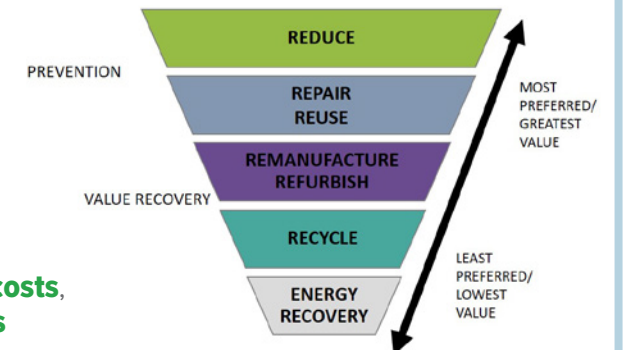 REDUCE
PREVENTION
REPAIR
REUSE
MOST
PREFERRED/
GREATEST
VALUE
REMANUFACTURE
REFURBISH
VALUE RECOVERY
RECYCLE
LEAST
PREFERRED/
LOWEST
VALUE
ENERGY
RECOVERY
costs,
s